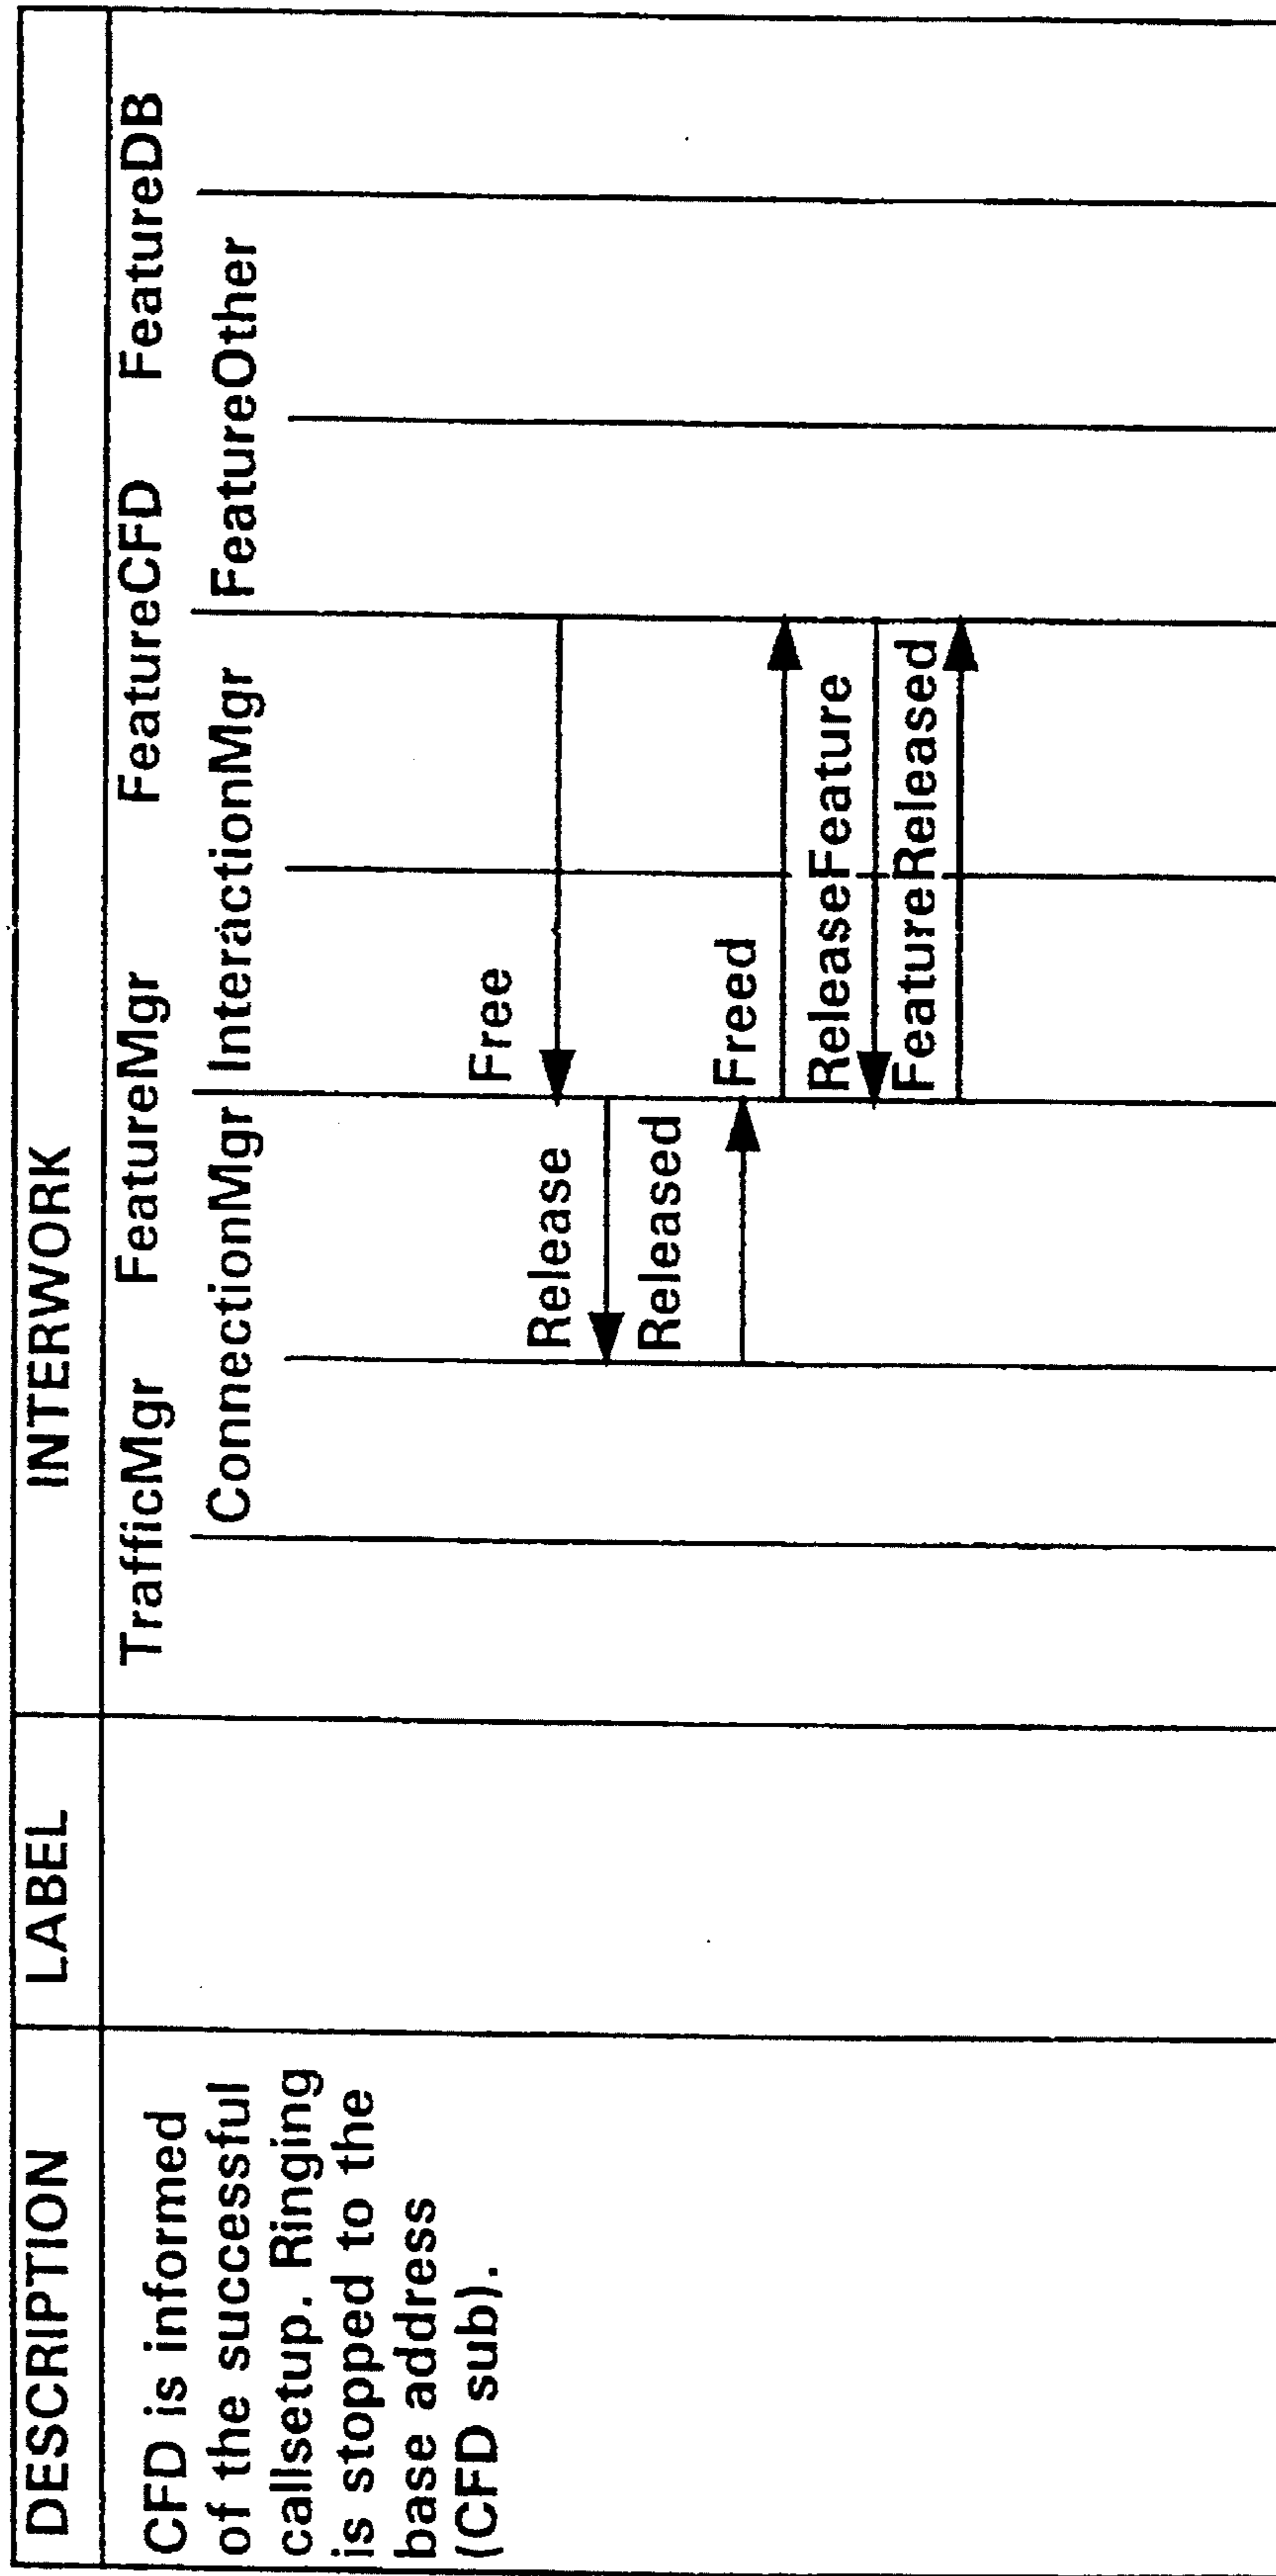 DESCRIPTION LABEL INTERWORK
TrafficMgr FeatureMgr FeatureCFD FeatureDB
ConnectionMgr InteractionMgr FeatureOther
CFD is informed
of the successful
callsetup. Ringing
is stopped to the
base address
(CFD sub).
Free
Release
Released
Freed
ReleaseFeature
FeatureReleased